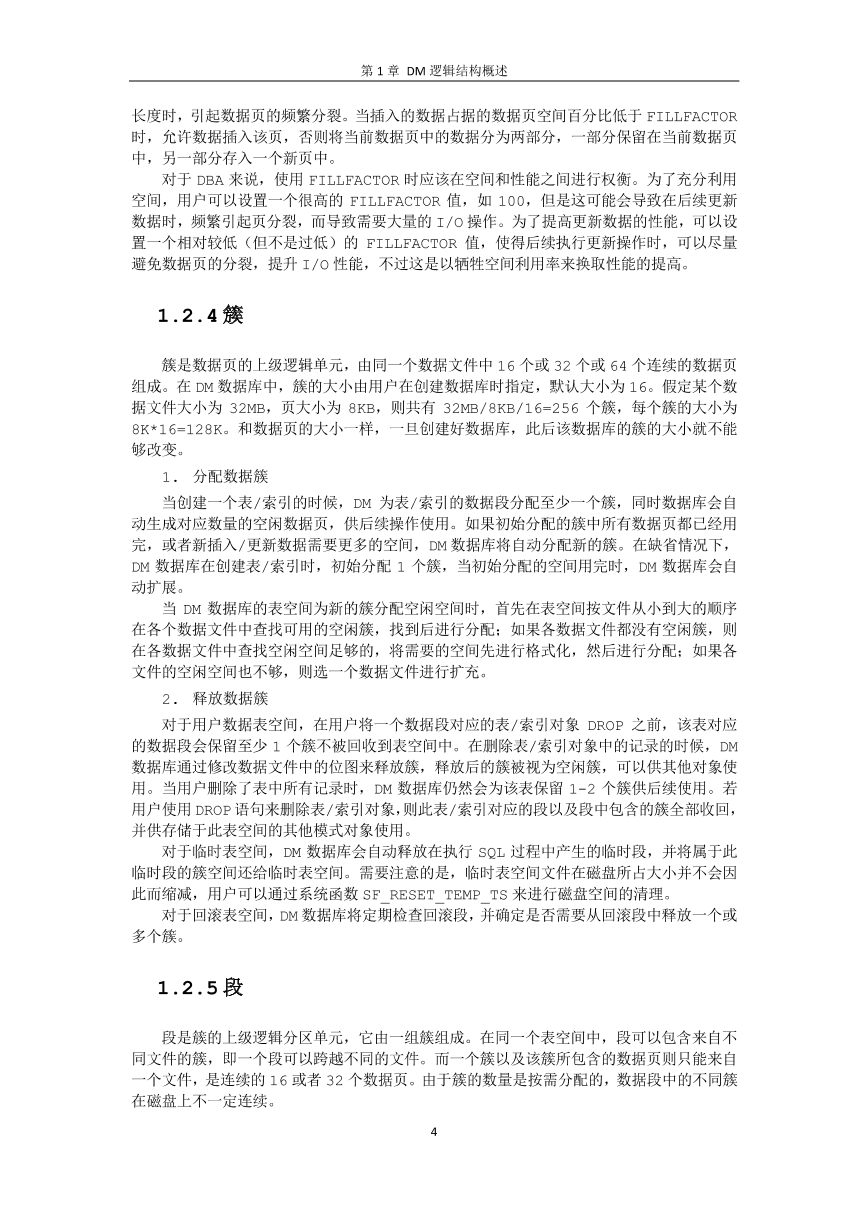 第 1 章 DM 逻辑结构概述
长度时，引起数据页的频繁分裂。当插入的数据占据的数据页空间百分比低于 FILLFACTOR
时，允许数据插入该页，否则将当前数据页中的数据分为两部分，一部分保留在当前数据页
中，另一部分存入一个新页中。
对于 DBA 来说，使用 FILLFACTOR 时应该在空间和性能之间进行权衡。为了充分利用
空间，用户可以设置一个很高的 FILLFACTOR 值，如 100，但是这可能会导致在后续更新
数据时，频繁引起页分裂，而导致需要大量的 I/O 操作。为了提高更新数据的性能，可以设
置一个相对较低（但不是过低）的 FILLFACTOR 值，使得后续执行更新操作时，可以尽量
避免数据页的分裂，提升 I/O 性能，不过这是以牺牲空间利用率来换取性能的提高。
1.2.4 簇
簇是数据页的上级逻辑单元，由同一个数据文件中 16 个或 32 个或 64 个连续的数据页
组成。在 DM 数据库中，簇的大小由用户在创建数据库时指定，默认大小为 16。假定某个数
据文件大小为 32MB，页大小为 8KB，则共有 32MB/8KB/16=256 个簇，每个簇的大小为
8K*16=128K。和数据页的大小一样，一旦创建好数据库，此后该数据库的簇的大小就不能
够改变。
1. 分配数据簇
当创建一个表/索引的时候，DM 为表/索引的数据段分配至少一个簇，同时数据库会自
动生成对应数量的空闲数据页，供后续操作使用。如果初始分配的簇中所有数据页都已经用
完，或者新插入/更新数据需要更多的空间，DM 数据库将自动分配新的簇。在缺省情况下，
DM 数据库在创建表/索引时，初始分配 1 个簇，当初始分配的空间用完时，DM 数据库会自
动扩展。
当 DM 数据库的表空间为新的簇分配空闲空间时，首先在表空间按文件从小到大的顺序
在各个数据文件中查找可用的空闲簇，找到后进行分配；如果各数据文件都没有空闲簇，则
在各数据文件中查找空闲空间足够的，将需要的空间先进行格式化，然后进行分配；如果各
文件的空闲空间也不够，则选一个数据文件进行扩充。
2. 释放数据簇
对于用户数据表空间，在用户将一个数据段对应的表/索引对象 DROP 之前，该表对应
的数据段会保留至少 1 个簇不被回收到表空间中。在删除表/索引对象中的记录的时候，DM
数据库通过修改数据文件中的位图来释放簇，释放后的簇被视为空闲簇，可以供其他对象使
用。当用户删除了表中所有记录时，DM 数据库仍然会为该表保留 1-2 个簇供后续使用。若
用户使用 DROP 语句来删除表/索引对象，则此表/索引对应的段以及段中包含的簇全部收回，
并供存储于此表空间的其他模式对象使用。
对于临时表空间，DM 数据库会自动释放在执行 SQL 过程中产生的临时段，并将属于此
临时段的簇空间还给临时表空间。需要注意的是，临时表空间文件在磁盘所占大小并不会因
此而缩减，用户可以通过系统函数 SF_RESET_TEMP_TS 来进行磁盘空间的清理。
对于回滚表空间，DM 数据库将定期检查回滚段，并确定是否需要从回滚段中释放一个或
多个簇。
1.2.5 段
段是簇的上级逻辑分区单元，它由一组簇组成。在同一个表空间中，段可以包含来自不
同文件的簇，即一个段可以跨越不同的文件。而一个簇以及该簇所包含的数据页则只能来自
一个文件，是连续的 16 或者 32 个数据页。由于簇的数量是按需分配的，数据段中的不同簇
在磁盘上不一定连续。
4